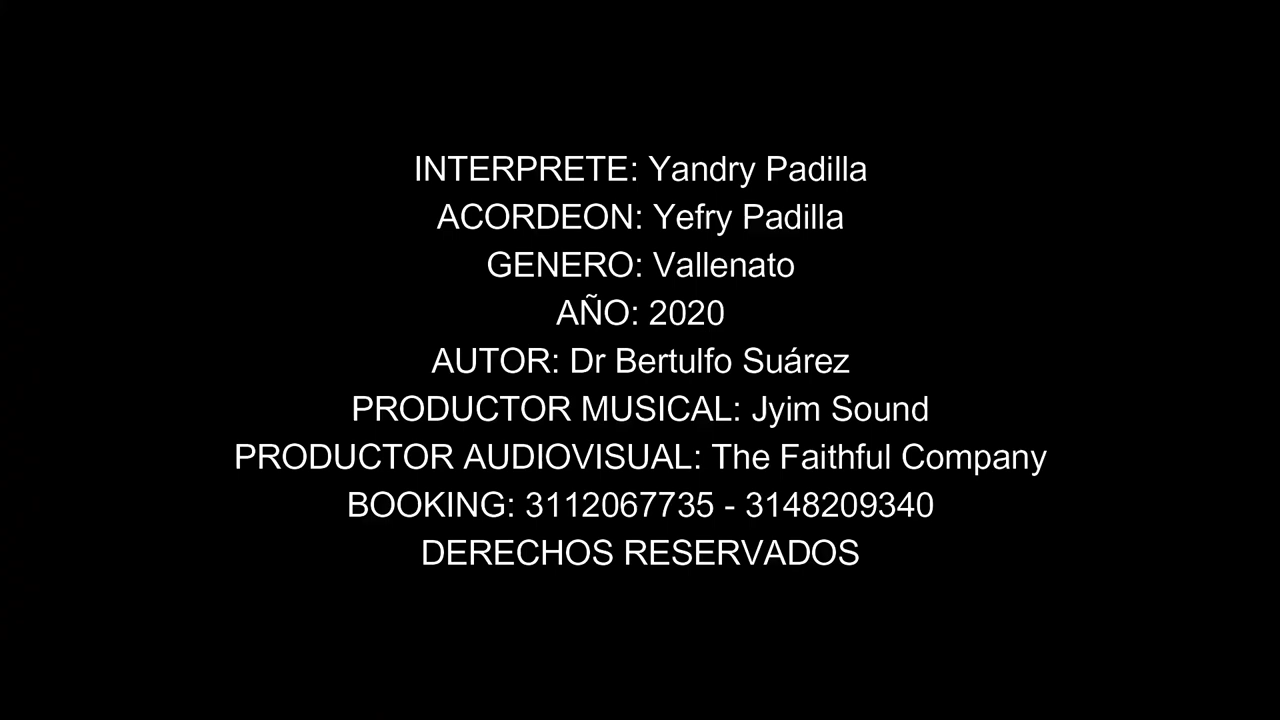 INTERPRETE: Yandry Padilla
ACORDEON: Yefry Padilla
GENERO: Vallenato
AÑO: 2020
AUTOR: Dr Bertulfo Suárez
PRODUCTOR MUSICAL: Jyim Sound
PRODUCTOR AUDIOVISUAL: The Faithful Company
BOOKING: 3112067735 - 3148209340
DERECHOS RESERVADOS